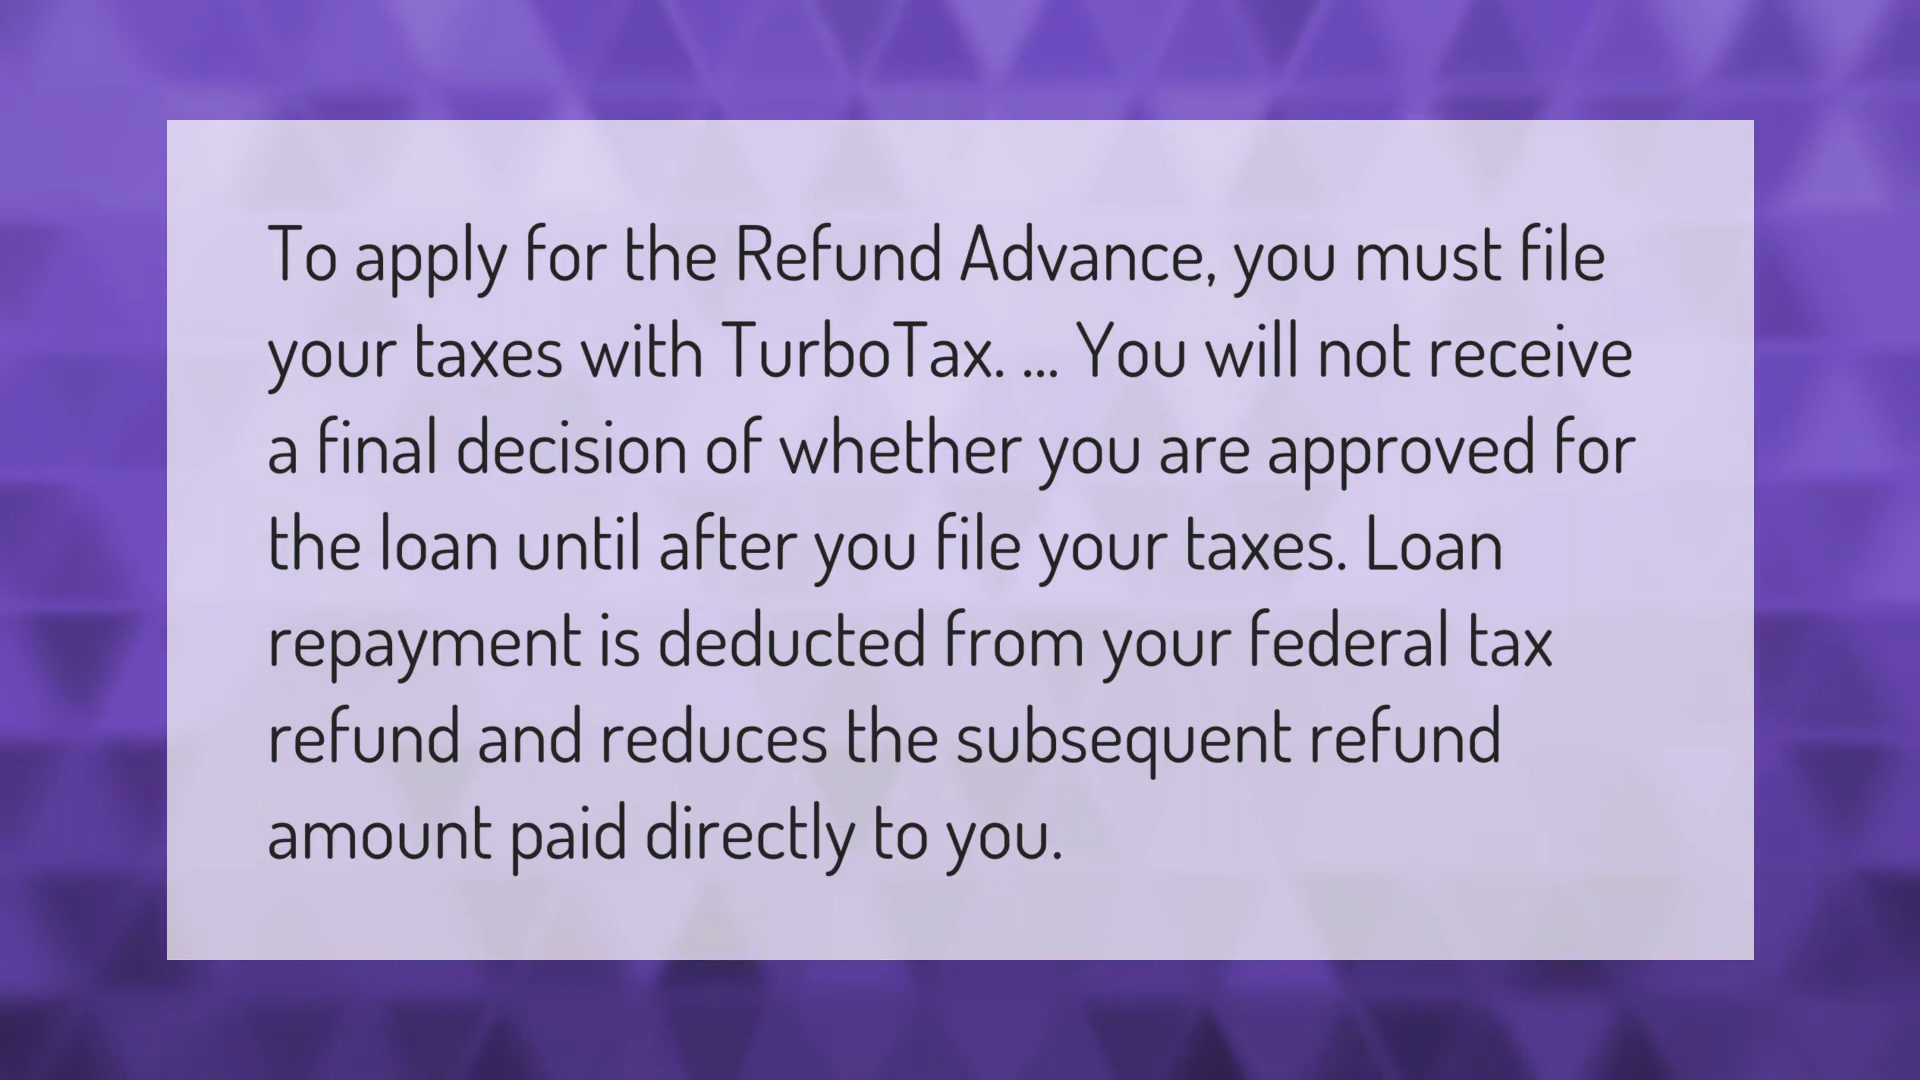 To apply for the Refund Advance, you must file
your taxes with TurboTax. ... You will not receive
a final decision of whether you are approved for
the loan until after you file your taxes. Loan
repayment is deducted from your federal tax
refund and reduces the subsequent refund
amount paid directly to you.